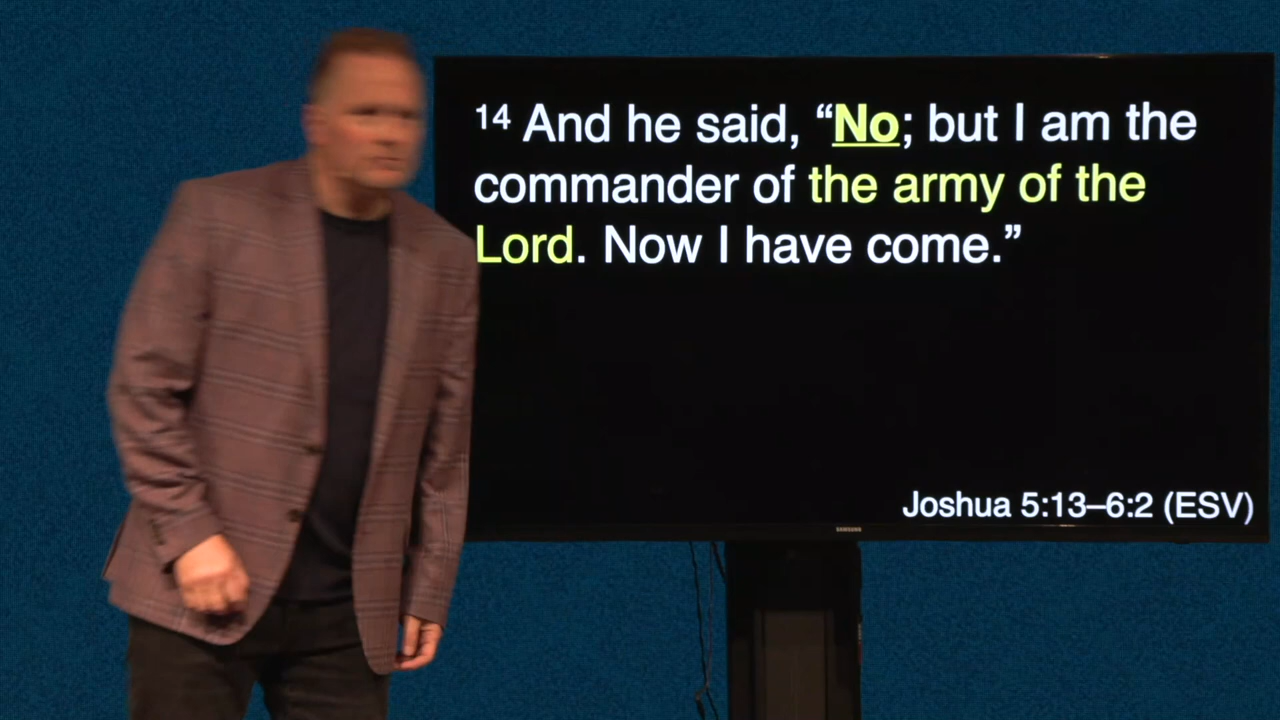 14 And he said, “No; but I am the
commander of the army of the
Lord. Now I have come.”
Joshua 5:13–6:2 (ESV)
SAMSUNG